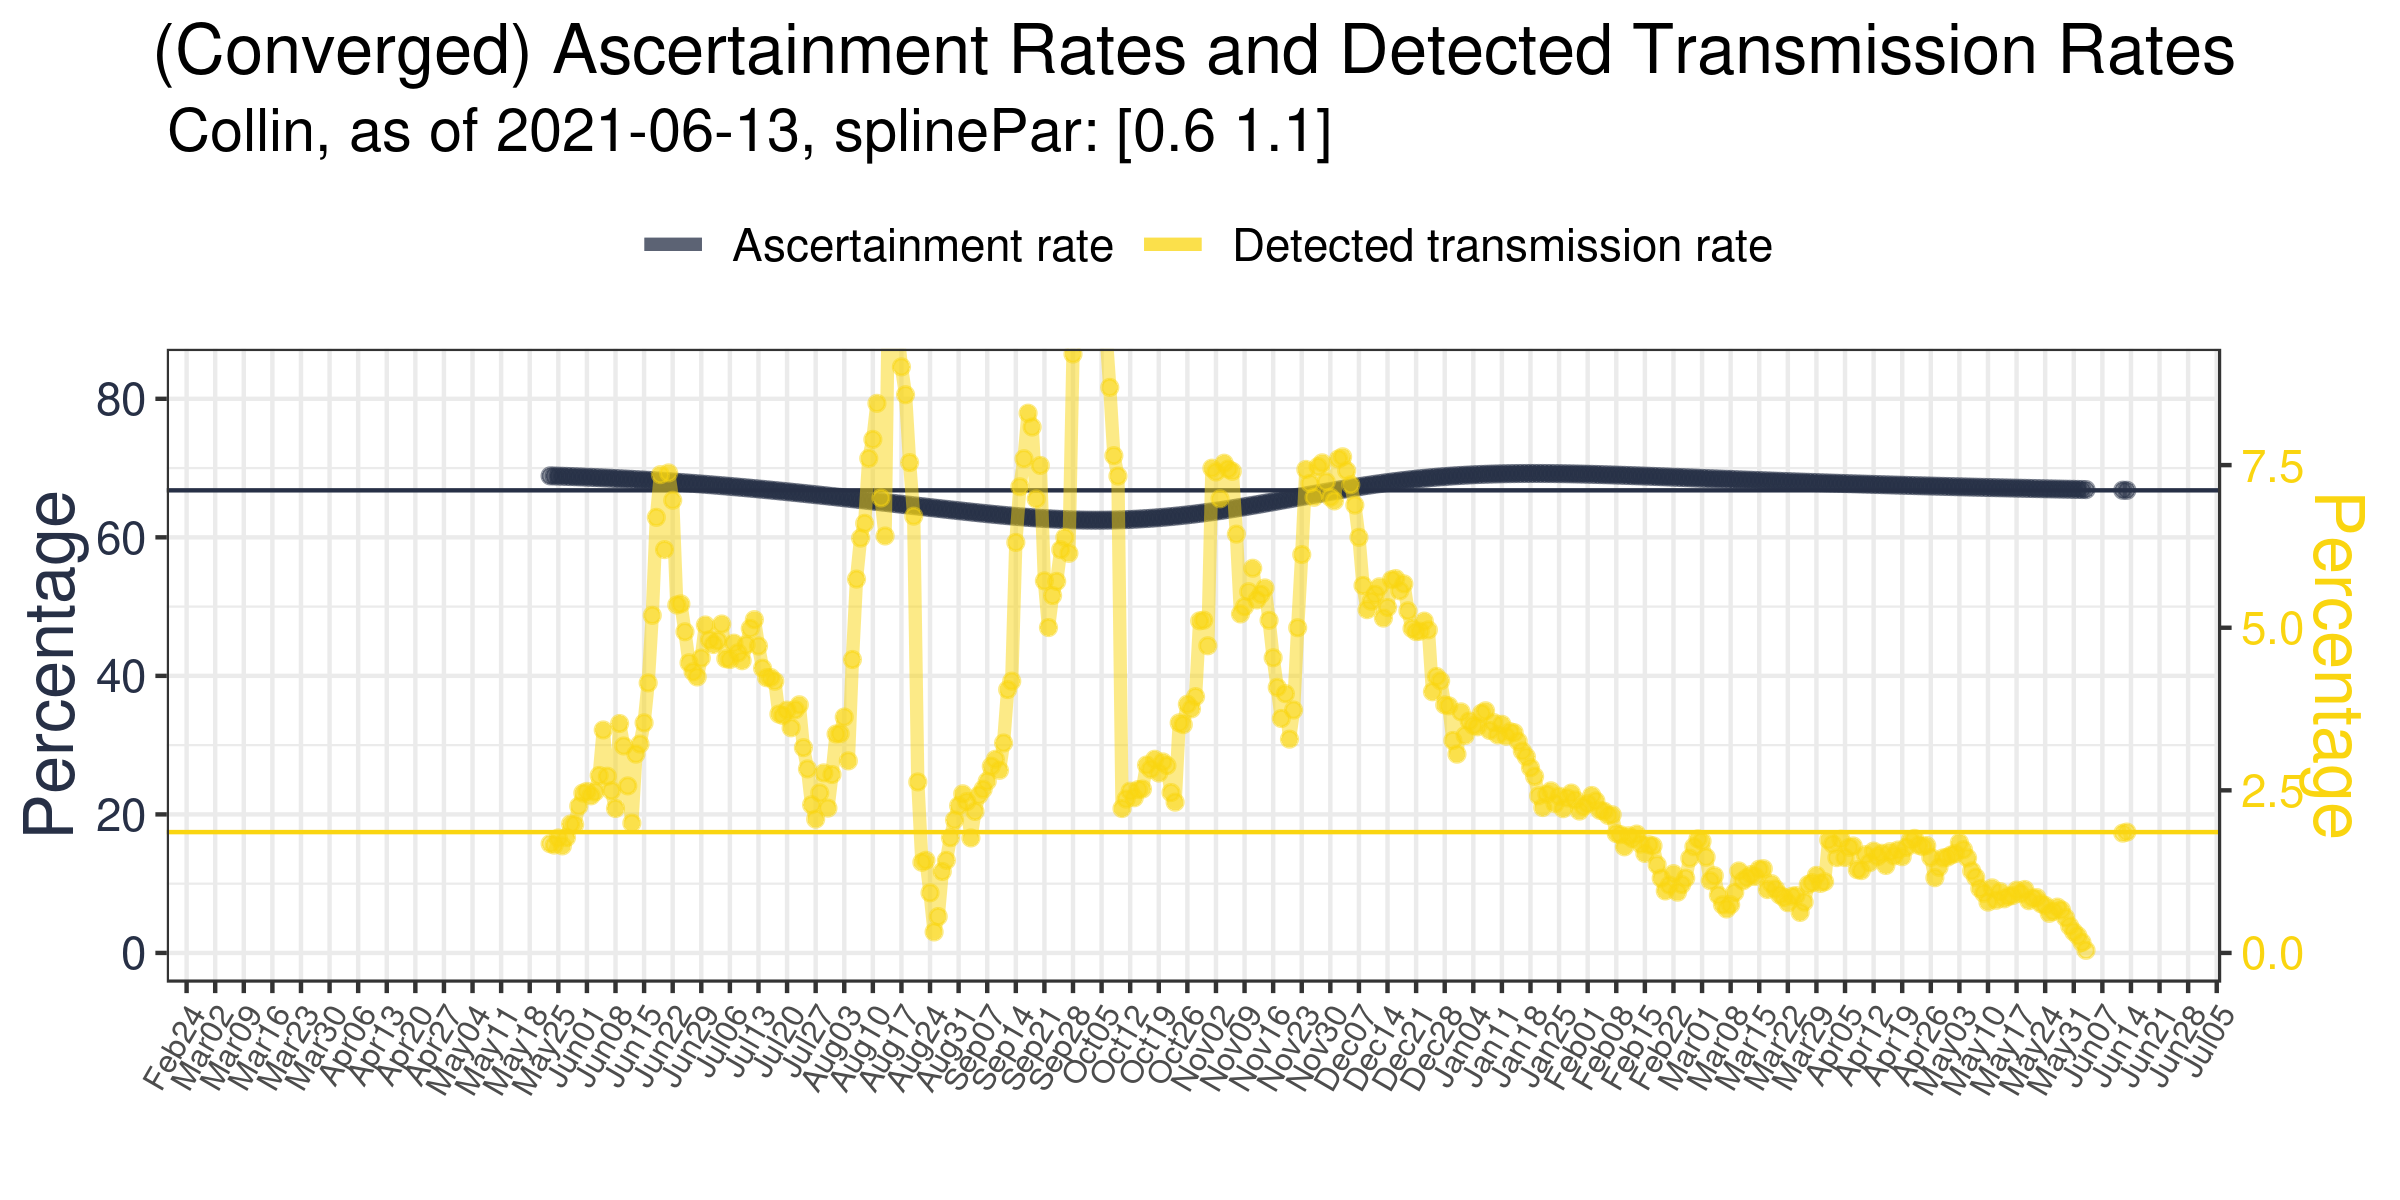 (Converged) Ascertainment Rates and Detected Transmission Rates
Collin, as of 2021-06-13, splinePar: [0.6 1.1]
Ascertainment rate Detected transmission rate
Percentage
80
60
40
20
0
7.5
5.0
2.5
0.0
Percentage
Feb24
Mar02
Mar09
Mar16
Mar23
Mar30
Apr06
Apr13
Apr20
Apr27
May04
May11
May18
May25
Jun01
Jun08
Jun15
Jun22
Jun29
Jul06
Jul13
Jul20
Jul27
Aug03
Aug10
Aug17
Aug24
Aug31
Sep07
Sep14
Sep21
Sep28
Oct05
Oct12
Oct19
Oct26
Nov02
Nov09
Nov16
Nov23
Nov30
Dec07
Dec14
Dec21
Dec28
Jan04
Jan11
Jan18
Jan25
Feb01
Feb08
Feb15
Feb22
Mar01
Mar08
Mar15
Mar22
Mar29
Apr05
Apr12
Apr19
Apr26
May03
May10
May17
May24
May31
Jun07
Jun14
Jun21
Jun28
Jul05